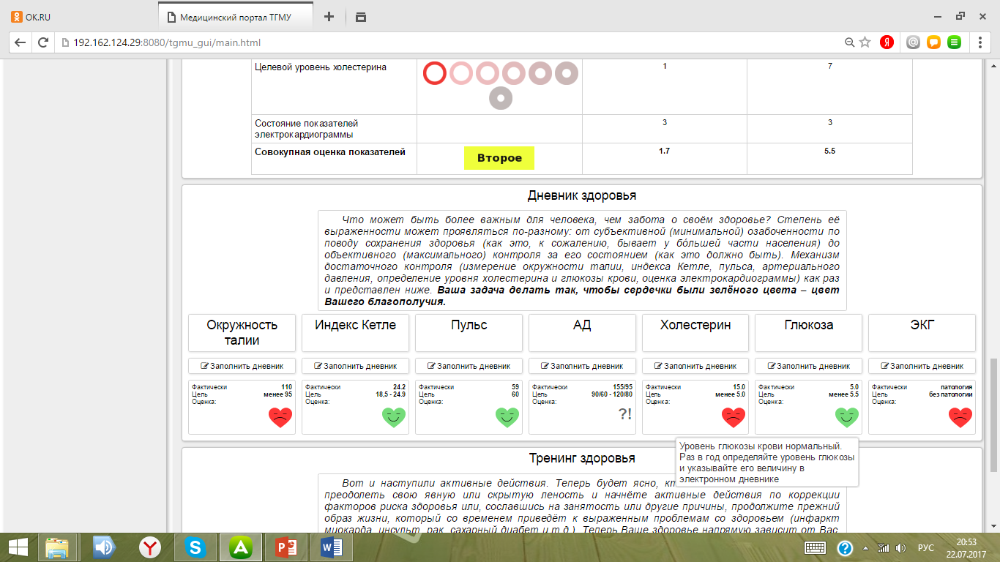 OK.RU
Медицинский портал ТГМУ
192.162.124.29:8080/tgmu_gui/main.html
Целевой уровень холестерина 1 7
Состояние показателей
электрокардиограммы 3 3
Совокупная оценка показателей Второе 1.7 5.5
Дневник здоровья
Что может быть более важным для человека, чем забота о своём здоровье? Степень её
выраженности может проявляться по-разному: от субъективной (минимальной) озабоченности по
поводу сохранения здоровья (как это, к сожалению, бывает у бо́льшей части населения) до
объективного (максимального) контроля за его состоянием (как это должно быть). Механизм
достаточного контроля (измерение окружности талии, индекса Кетле, пульса, артериального
давления, определение уровня холестерина и глюкозы крови, оценка электрокардиограммы) как раз
и представлен ниже. Ваша задача делать так, чтобы сердечки были зелёного цвета – цвет
Вашего благополучия.
Окружность
талии
Индекс Кетле
Пульс
АД
Холестерин
Глюкоза
ЭКГ
Заполнить дневник
Заполнить дневник
Заполнить дневник
Заполнить дневник
Заполнить дневник
Заполнить дневник
Заполнить дневник
Фактически 110
Цель менее 95
Оценка:
Фактически 24.2
Цель 18,5 - 24.9
Оценка:
Фактически 59
Цель 60
Оценка:
Фактически 155/95
Цель 90/60 - 120/80
Оценка:
?!
Фактически 15.0
Цель менее 5.0
Оценка:
Фактически 5.0
Цель менее 5.5
Оценка:
Фактически патология
Цель без патологии
Оценка:
Уровень глюкозы крови нормальный.
Раз в год определяйте уровень глюкозы
и указывайте его величину в
электронном дневнике
Тренинг здоровья
Вот и наступили активные действия. Теперь будет ясно,
преодолеть свою явную или скрытую леность и начнёте активные действия по коррекции
факторов риска здоровья или, сославшись на занятость или другие причины, продолжите прежний
образ жизни, который со временем приведёт к выраженным проблемам со здоровьем (инфаркт
миокарда, инсульт, рак, сахарный диабет и т.д.). Теперь Ваше здоровье напрямую зависит от Вас.
РУС
20:53
22.07.2017